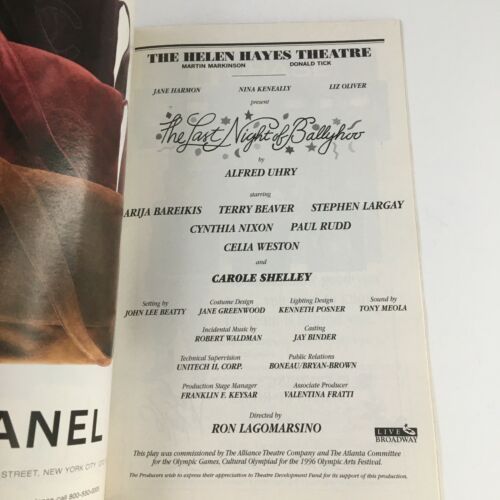 ANEL
STREET, NEW YORK CITY
call 800-550-0005
THE HELEN HAYES THEATRE
MARTIN MARKINSON DONALD TICK
JANE HARMON NINA KENEALLY LIZ OLIVER
present
The Last Night of Ballyhoo
by
ALFRED UHRY
starring
ARIJA BAREIKIS TERRY BEAVER STEPHEN LARGAY
CYNTHIA NIXON PAUL RUDD
CELIA WESTON
and
CAROLE SHELLEY
Setting by Costume Design Lighting Design Sound by
JOHN LEE BEATTY JANE GREENWOOD KENNETH POSNER TONY MEOLA
Incidental Music by Casting
ROBERT WALDMAN JAY BINDER
Technical Supervision Public Relations
UNITECH II, CORP. BONEAU/BRYAN-BROWN
Production Stage Manager Associate Producer
FRANKLIN F. KEYSAR VALENTINA FRATTI
Directed by
RON LAGOMARSINO
LIVE
BROADWAY
This play was commissioned by The Alliance Theatre Company and The Atlanta Committee
for the Olympic Games, Cultural Olympiad for the 1996 Olympic Arts Festival.
The Producers wish to express their appreciation to Theatre Development Fund for its support of this production.